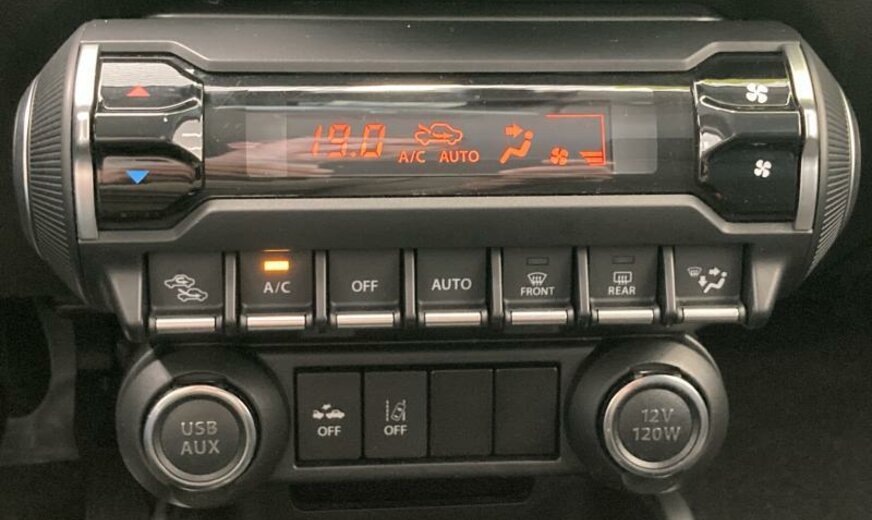 19.0
A/C AUTO
A/C
OFF
AUTO
FRONT
REAR
USB
AUX
OFF
OFF
12V
120W